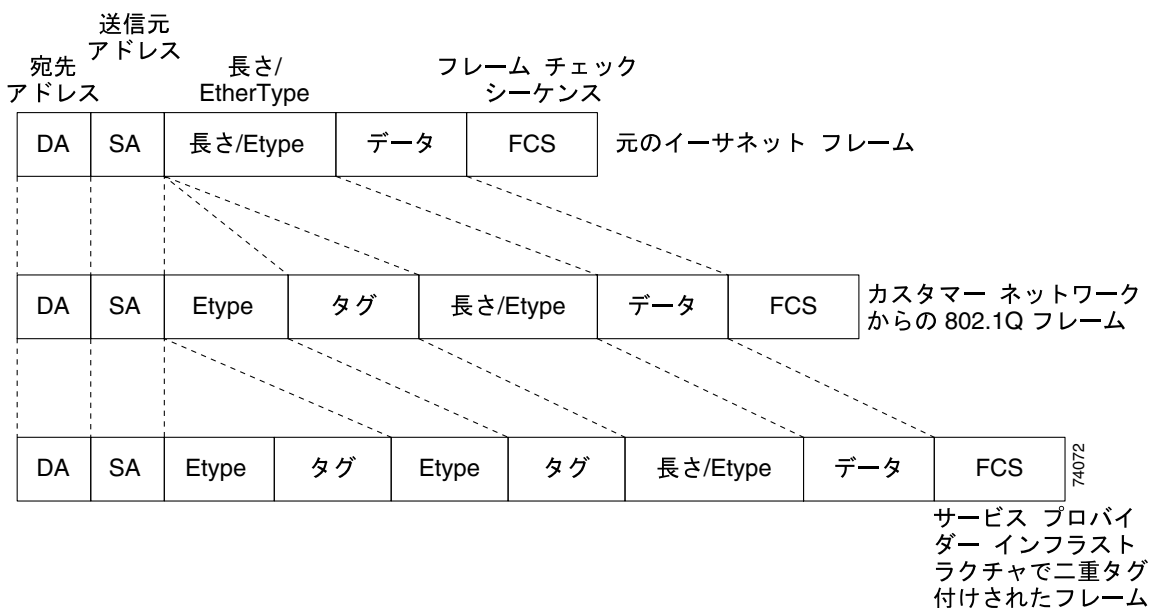 送信元
アドレス
宛先
アドレス
長さ/
EtherType
フレーム チェック
シーケンス
DA SA 長さ/Etype データ FCS 元のイーサネット フレーム
DA SA Etype タグ 長さ/Etype データ FCS
カスタマー ネットワーク
からの 802.1Q フレーム
DA SA Etype タグ Etype タグ 長さ/Etype データ FCS
74072
サービス プロバイ
ダー インフラスト
ラクチャで二重タグ
付けされたフレーム